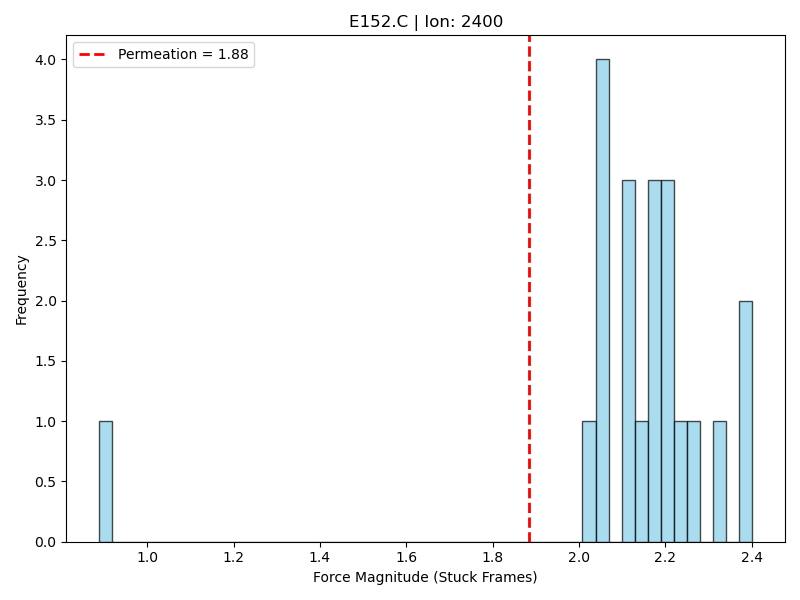 E152.C | Ion: 2400
Permeation = 1.88
4.0
3.5
3.0
2.5
2.0
1.5
1.0
0.5
0.0
Frequency
1.0 1.2 1.4 1.6 1.8 2.0 2.2 2.4
Force Magnitude (Stuck Frames)